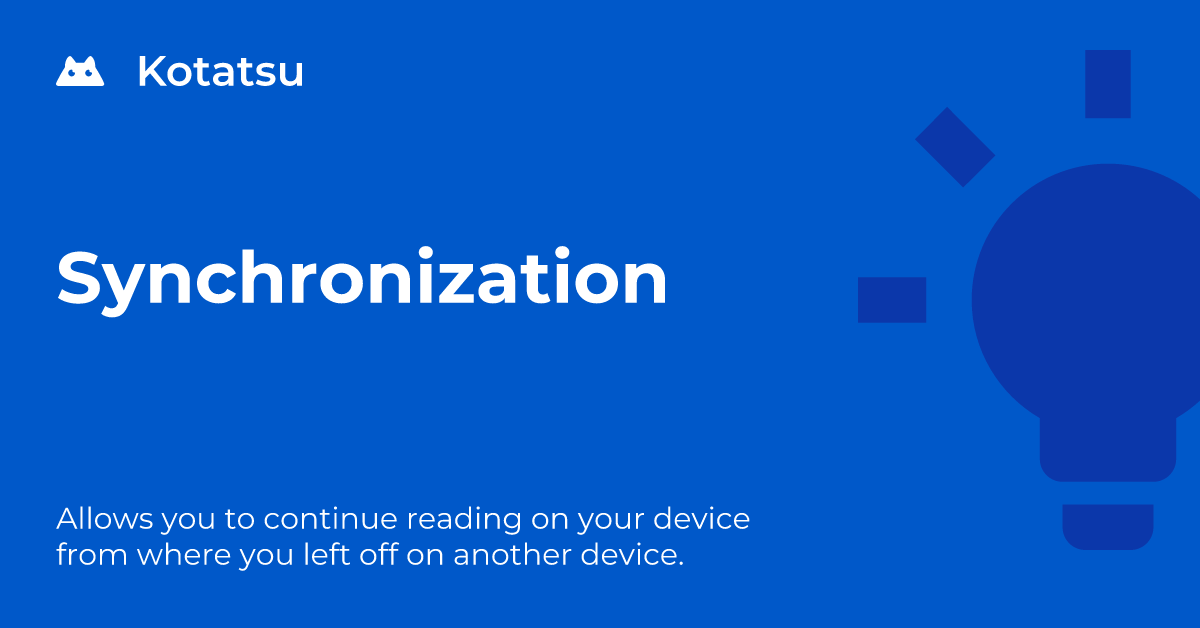 Kotatsu
Synchronization
Allows you to continue reading on your device
from where you left off on another device.